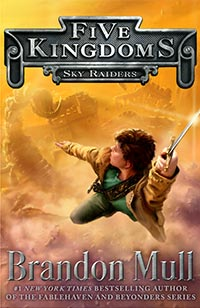 FIVE
KINGDOMS
SKY RAIDERS
Brandon Mull
#1 NEW YORK TIMES BESTSELLING AUTHOR
OF THE FABLEHAVEN AND BEYONDERS SERIES